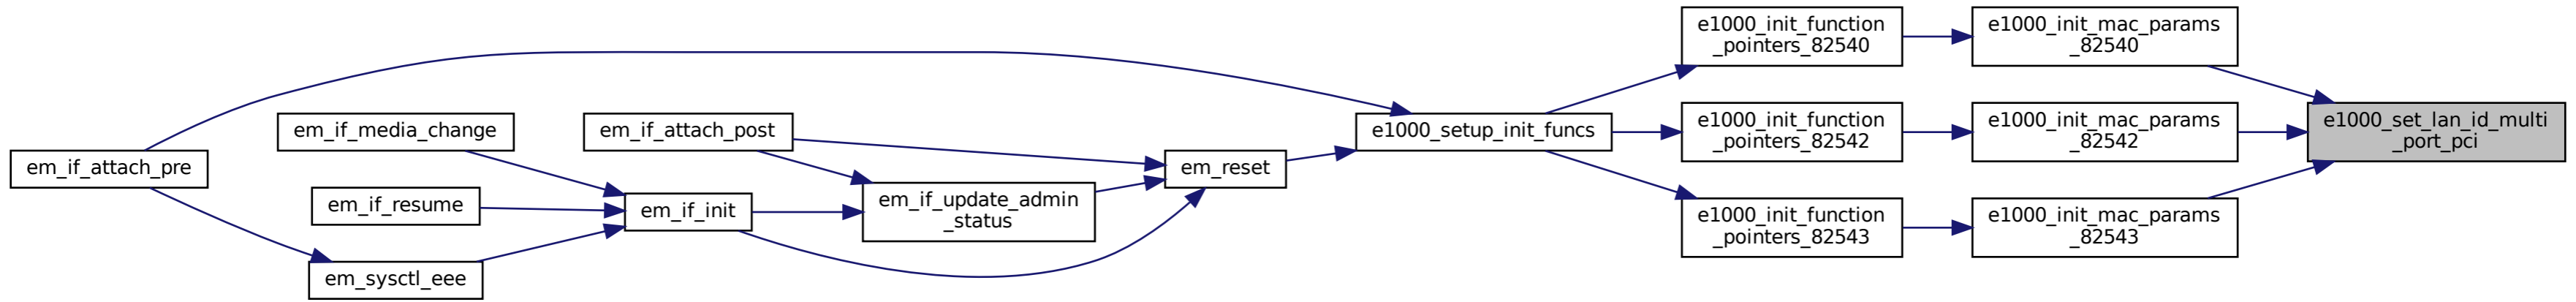 em_if_attach_pre
em_if_media_change
em_if_resume
em_sysctl_eee
em_if_attach_post
em_if_init
em_if_update_admin
_status
em_reset
e1000_setup_init_funcs
e1000_init_function
_pointers_82540
e1000_init_function
_pointers_82542
e1000_init_function
_pointers_82543
e1000_init_mac_params
_82540
e1000_init_mac_params
_82542
e1000_init_mac_params
_82543
e1000_set_lan_id_multi
_port_pci